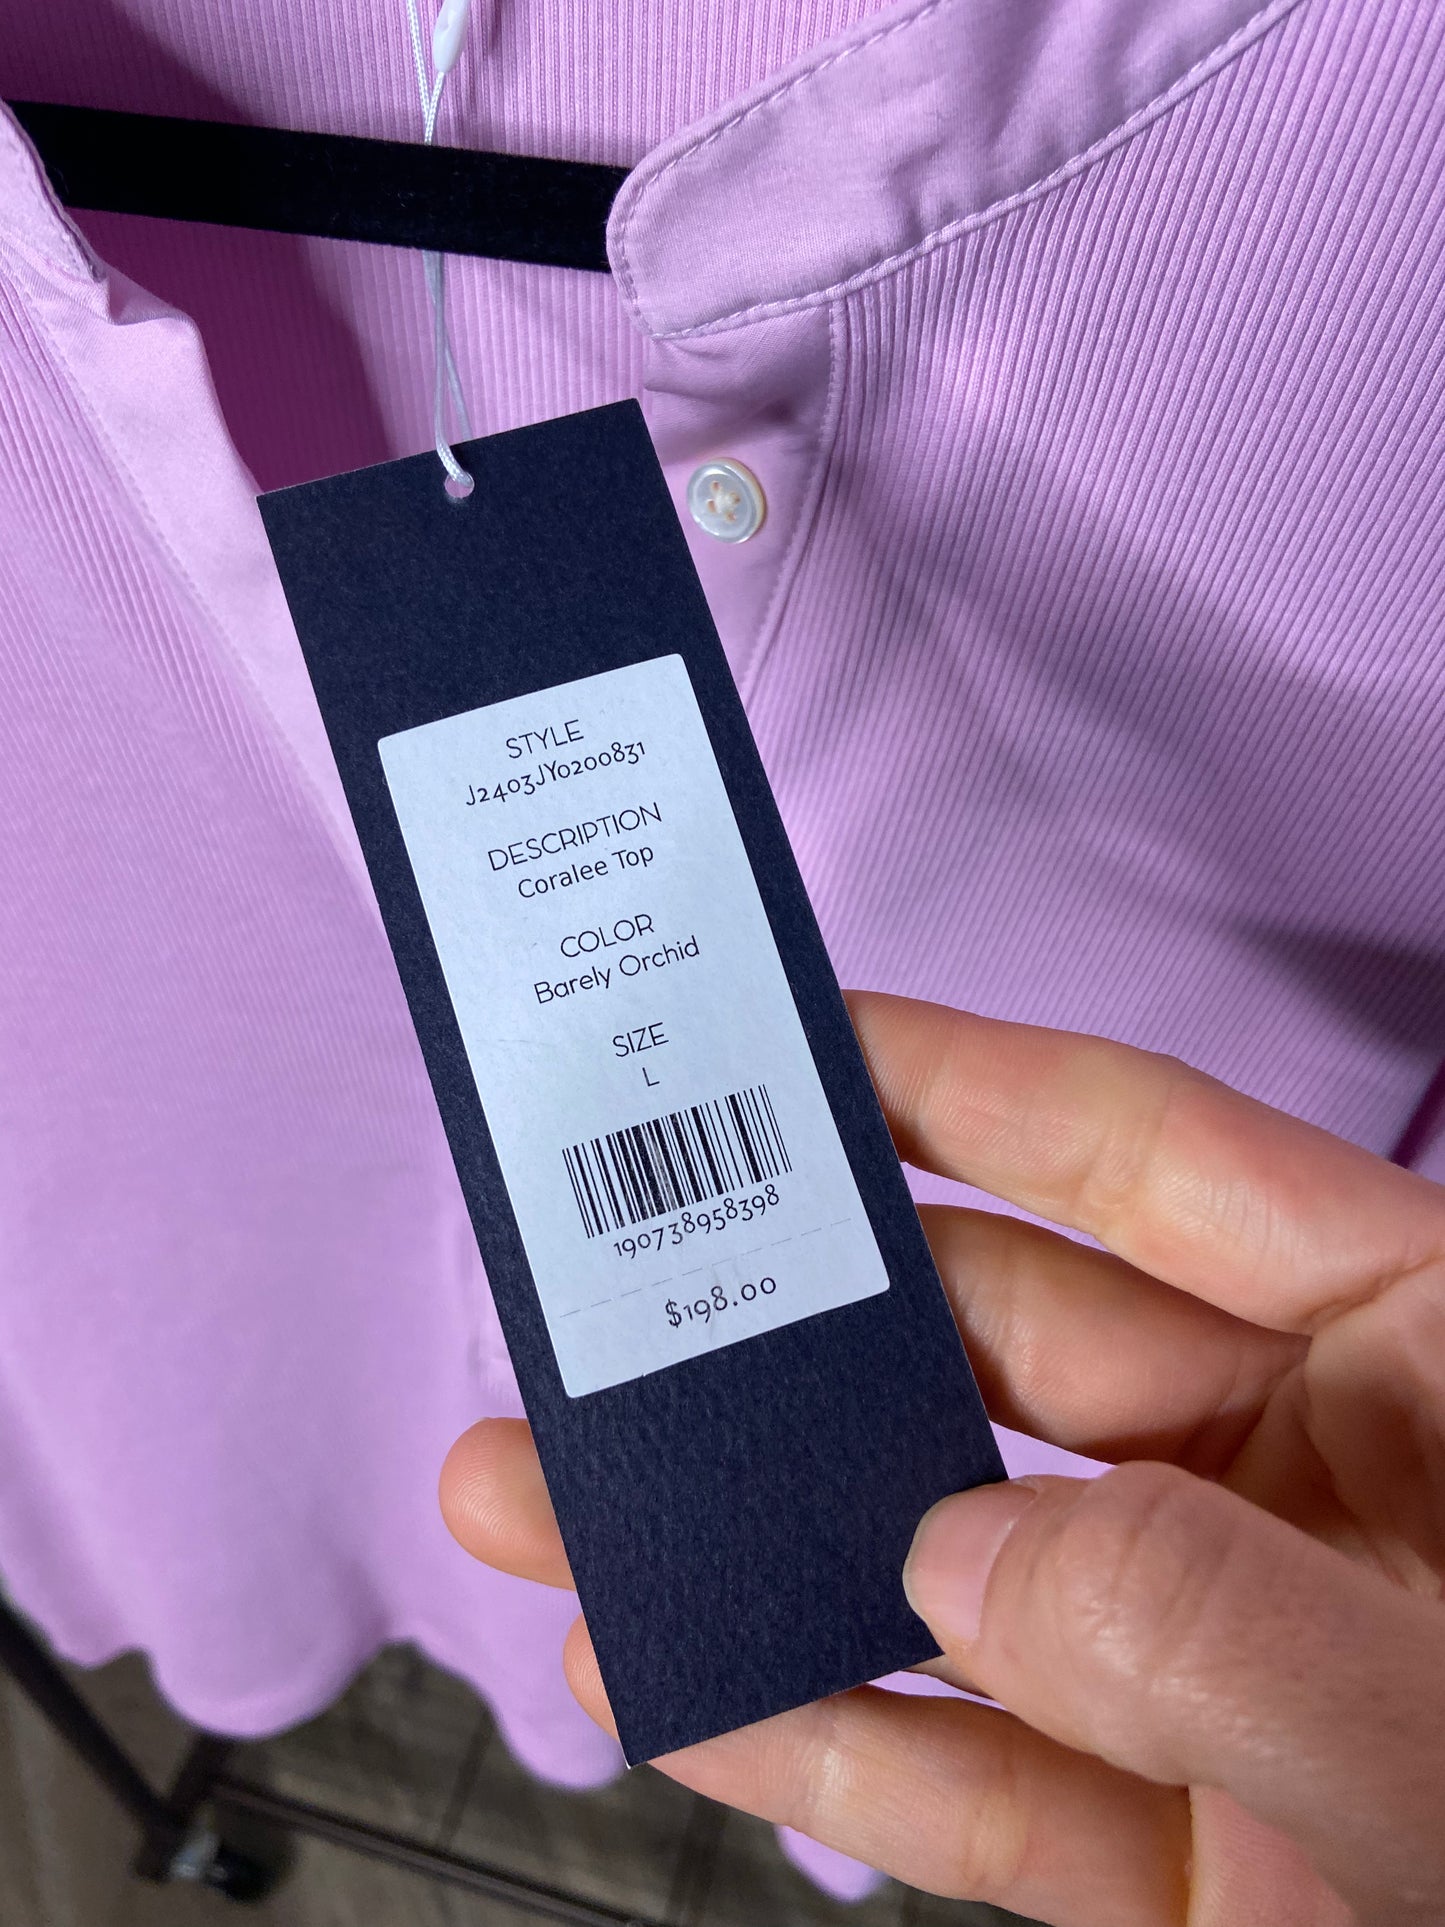 STYLE
J2403JY0200831
DESCRIPTION
Coralee Top
COLOR
Barely Orchid
SIZE
L
190738958398
$198.00